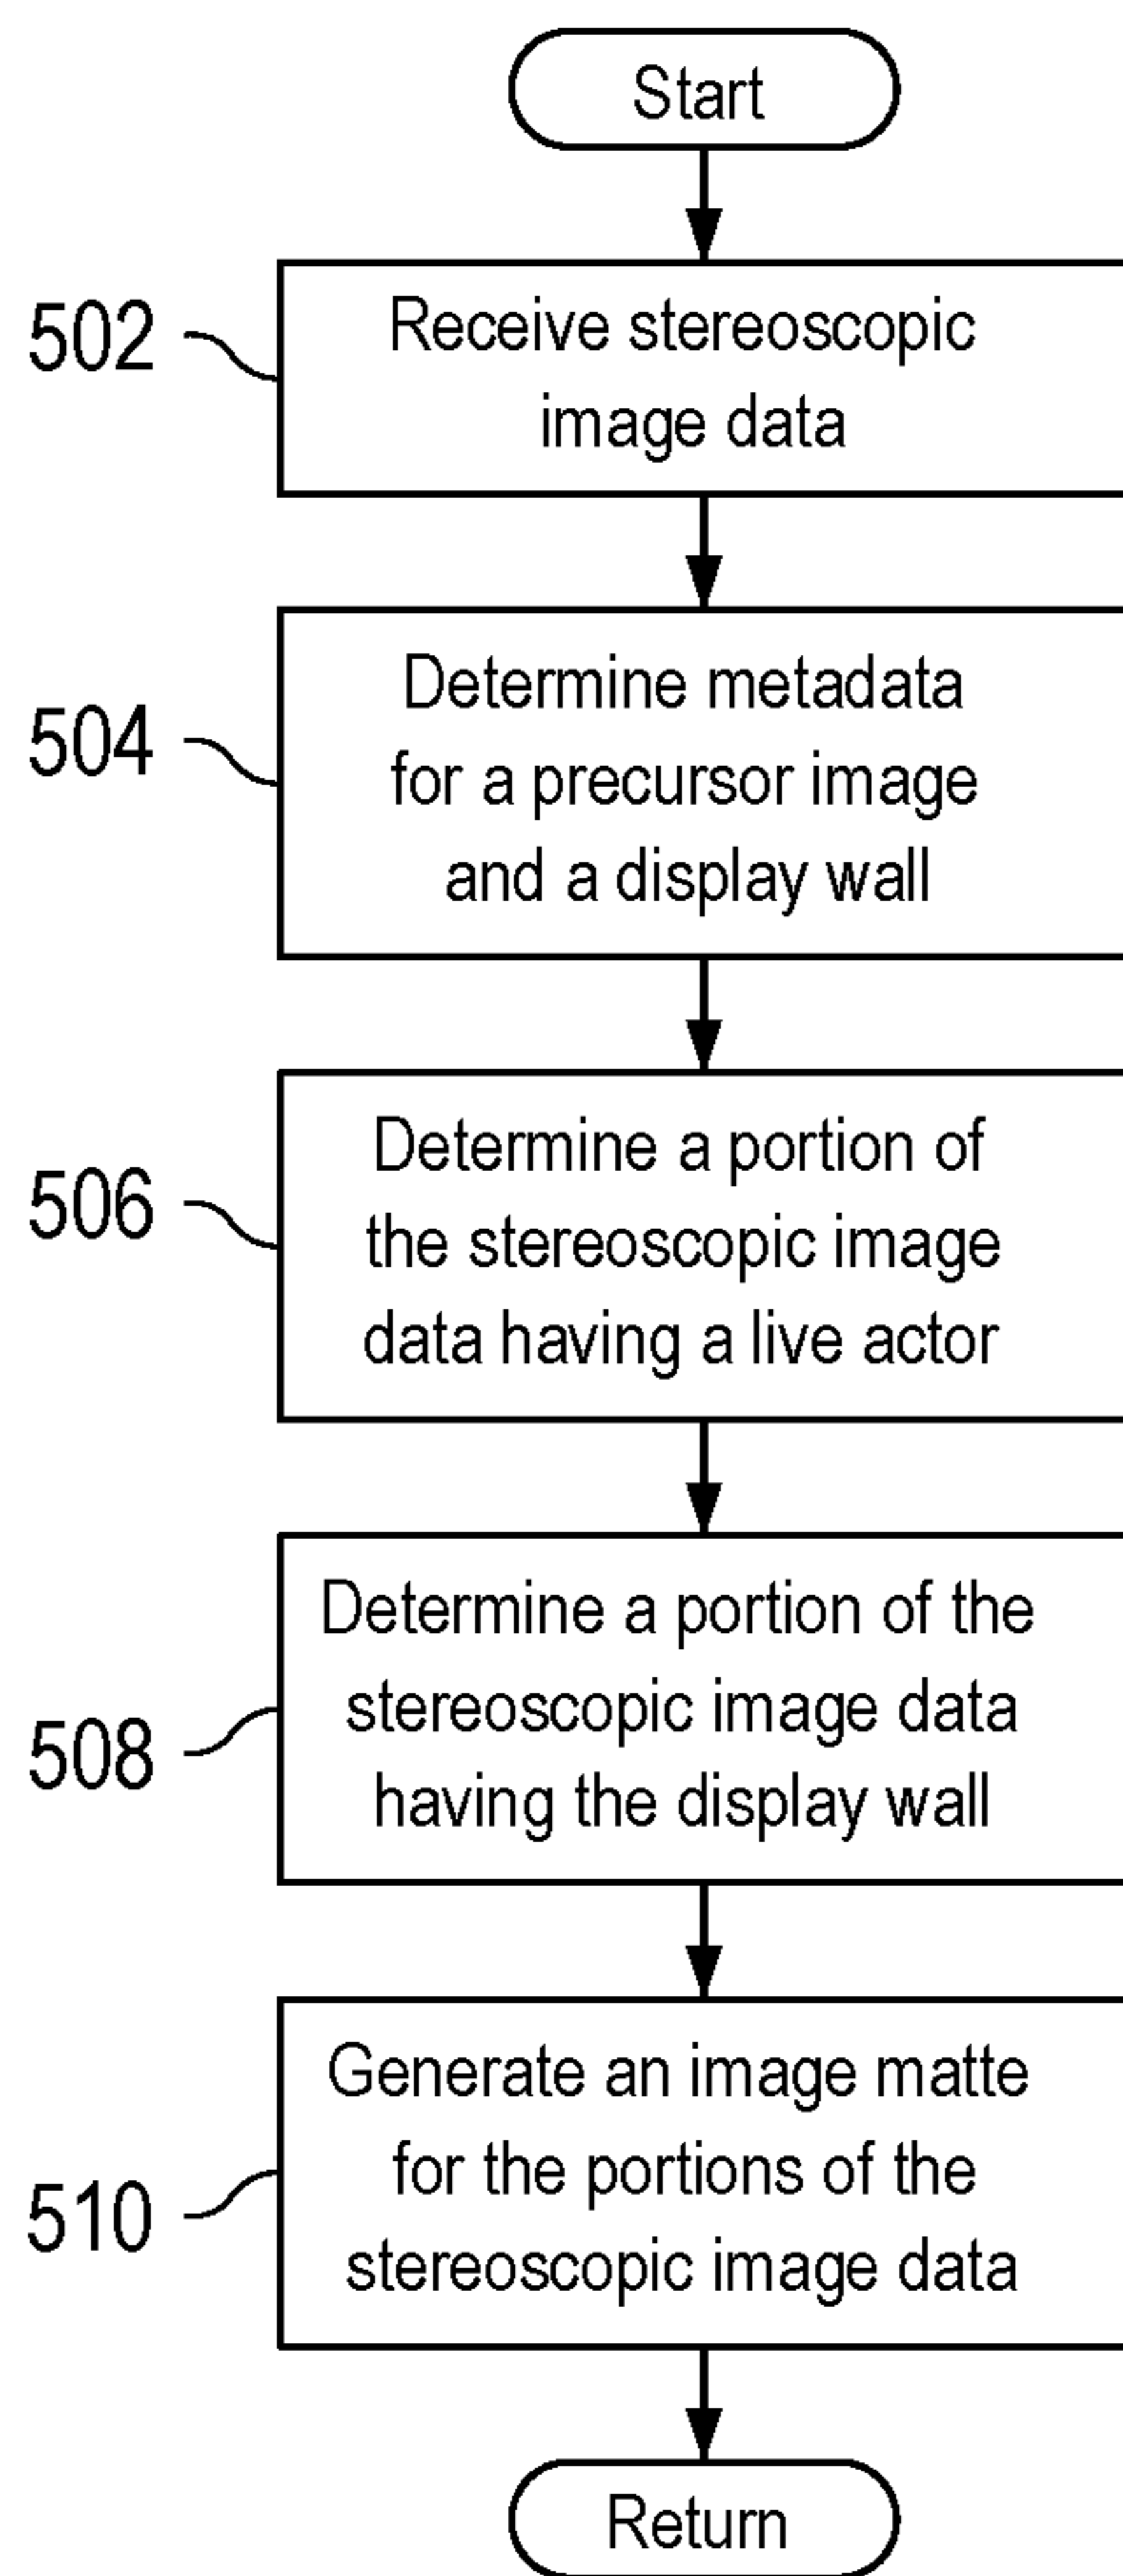 Start
502
Receive stereoscopic
image data
504
Determine metadata
for a precursor image
and a display wall
506
Determine a portion of
the stereoscopic image
data having a live actor
508
Determine a portion of the
stereoscopic image data
having the display wall
510
Generate an image matte
for the portions of the
stereoscopic image data
Return